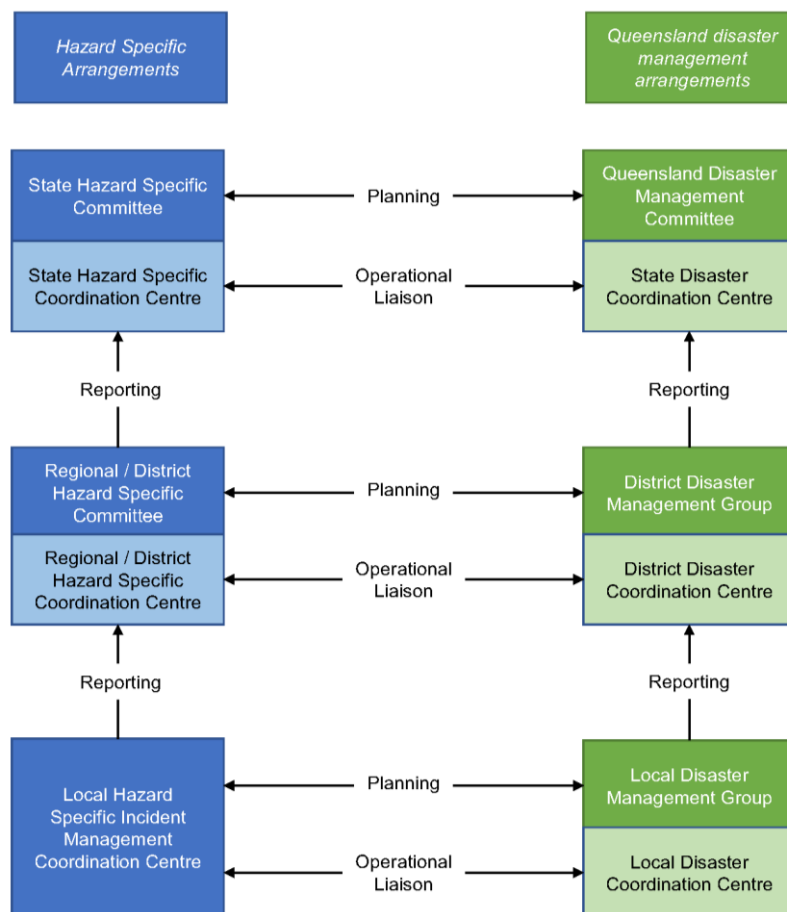 Hazard Specific
Arrangements
Queensland disaster
management
arrangements
State Hazard Specific
Committee
Planning
Queensland Disaster
Management
Committee
State Hazard Specific
Coordination Centre
Operational
Liaison
State Disaster
Coordination Centre
Reporting
Reporting
Regional / District
Hazard Specific
Committee
Planning
District Disaster
Management Group
Regional / District
Hazard Specific
Coordination Centre
Operational
Liaison
District Disaster
Coordination Centre
Reporting
Reporting
Local Hazard
Specific Incident
Management
Coordination Centre
Planning
Local Disaster
Management Group
Operational
Liaison
Local Disaster
Coordination Centre